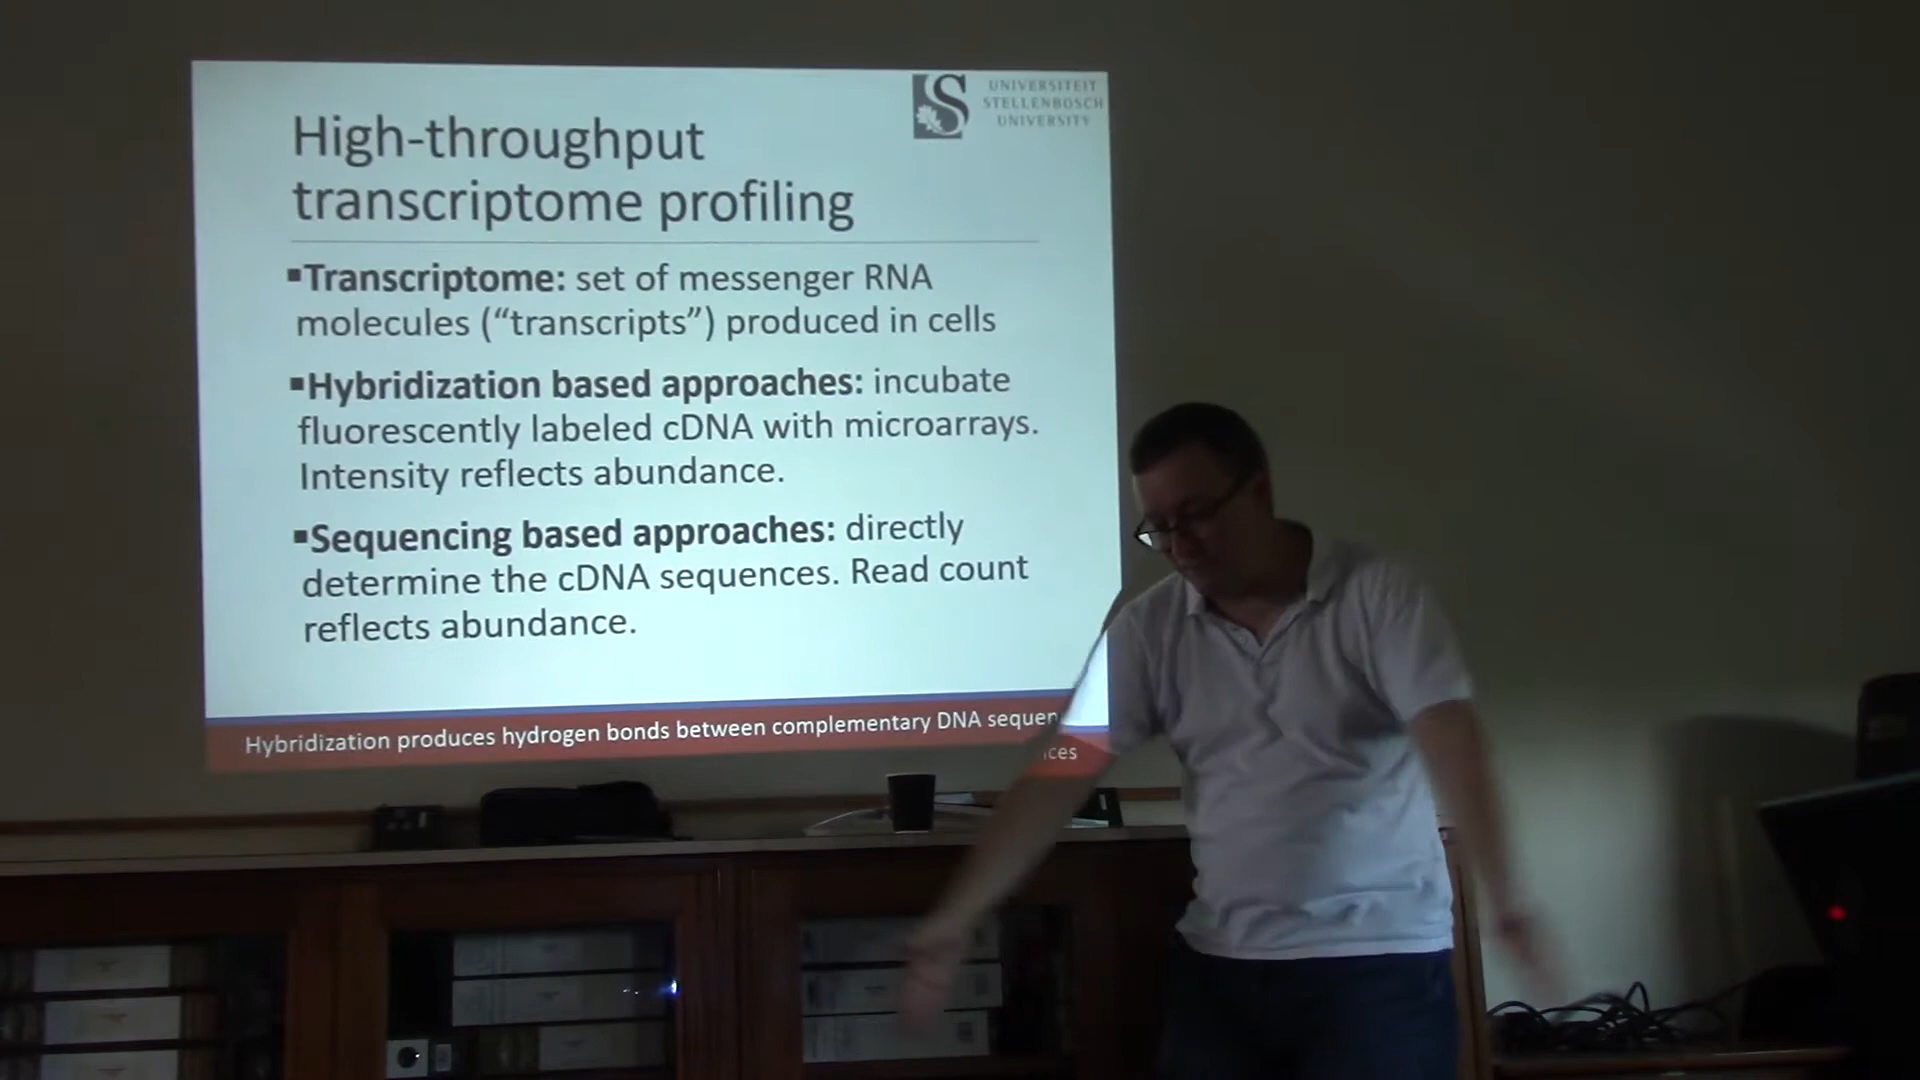 UNIVERSITEIT
STELLENBOSCH
UNIVERSITY
High-throughput
transcriptome profiling
▪Transcriptome: set of messenger RNA
molecules (“transcripts”) produced in cells
▪Hybridization based approaches: incubate
fluorescently labeled cDNA with microarrays.
Intensity reflects abundance.
▪Sequencing based approaches: directly
determine the cDNA sequences. Read count
reflects abundance.
Hybridization produces hydrogen bonds between complementary DNA sequences